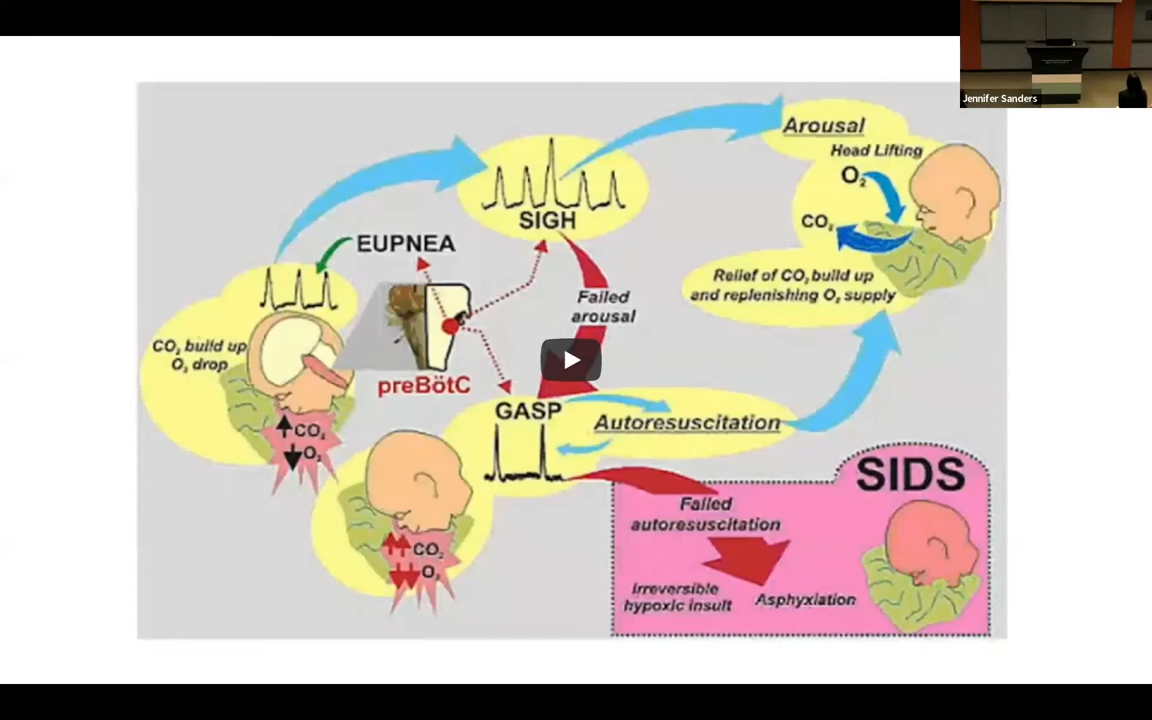 Jennifer Sanders
Arousal
Head Lifting
O₂
CO₂
SIGH
EUPNEA
Relief of CO₂ build up
and replenishing O₂ supply
Failed
arousal
CO₂ build up
O₂ drop
preBötC
GASP
Autoresuscitation
CO₂
O₂
SIDS
Failed
autoresuscitation
CO₂
O₂
Irreversible
hypoxic insult
Asphyxiation